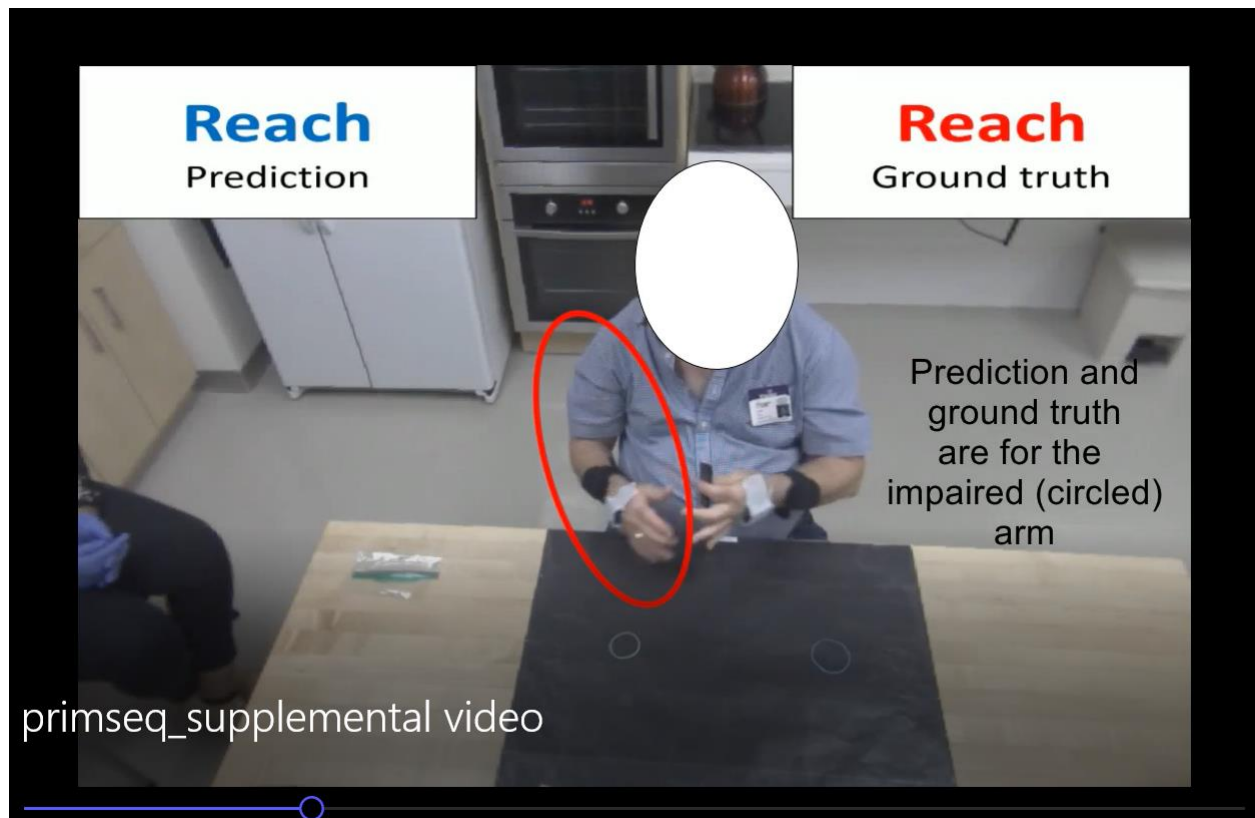 Reach
Prediction
Reach
Ground truth
Prediction and
ground truth
are for the
impaired (circled)
arm
primseq_supplemental video